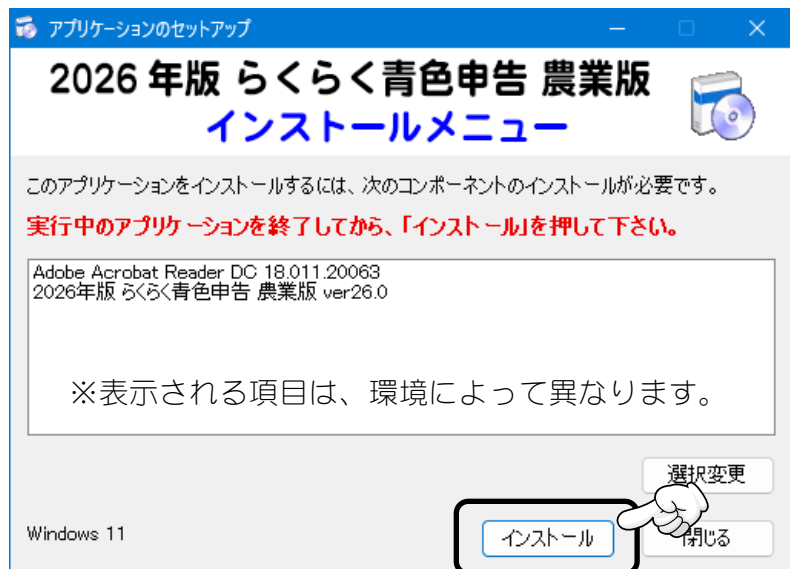 アプリケーションのセットアップ
2026 年版 らくらく青色申告 農業版
インストールメニュー
このアプリケーションをインストールするには、次のコンポーネントのインストールが必要です。
実行中のアプリケーションを終了してから、「インストール」を押して下さい。
Adobe Acrobat Reader DC 18.011.20063
2026年版 らくらく青色申告 農業版 ver26.0
※表示される項目は、環境によって異なります。
選択変更
Windows 11
インストール
閉じる